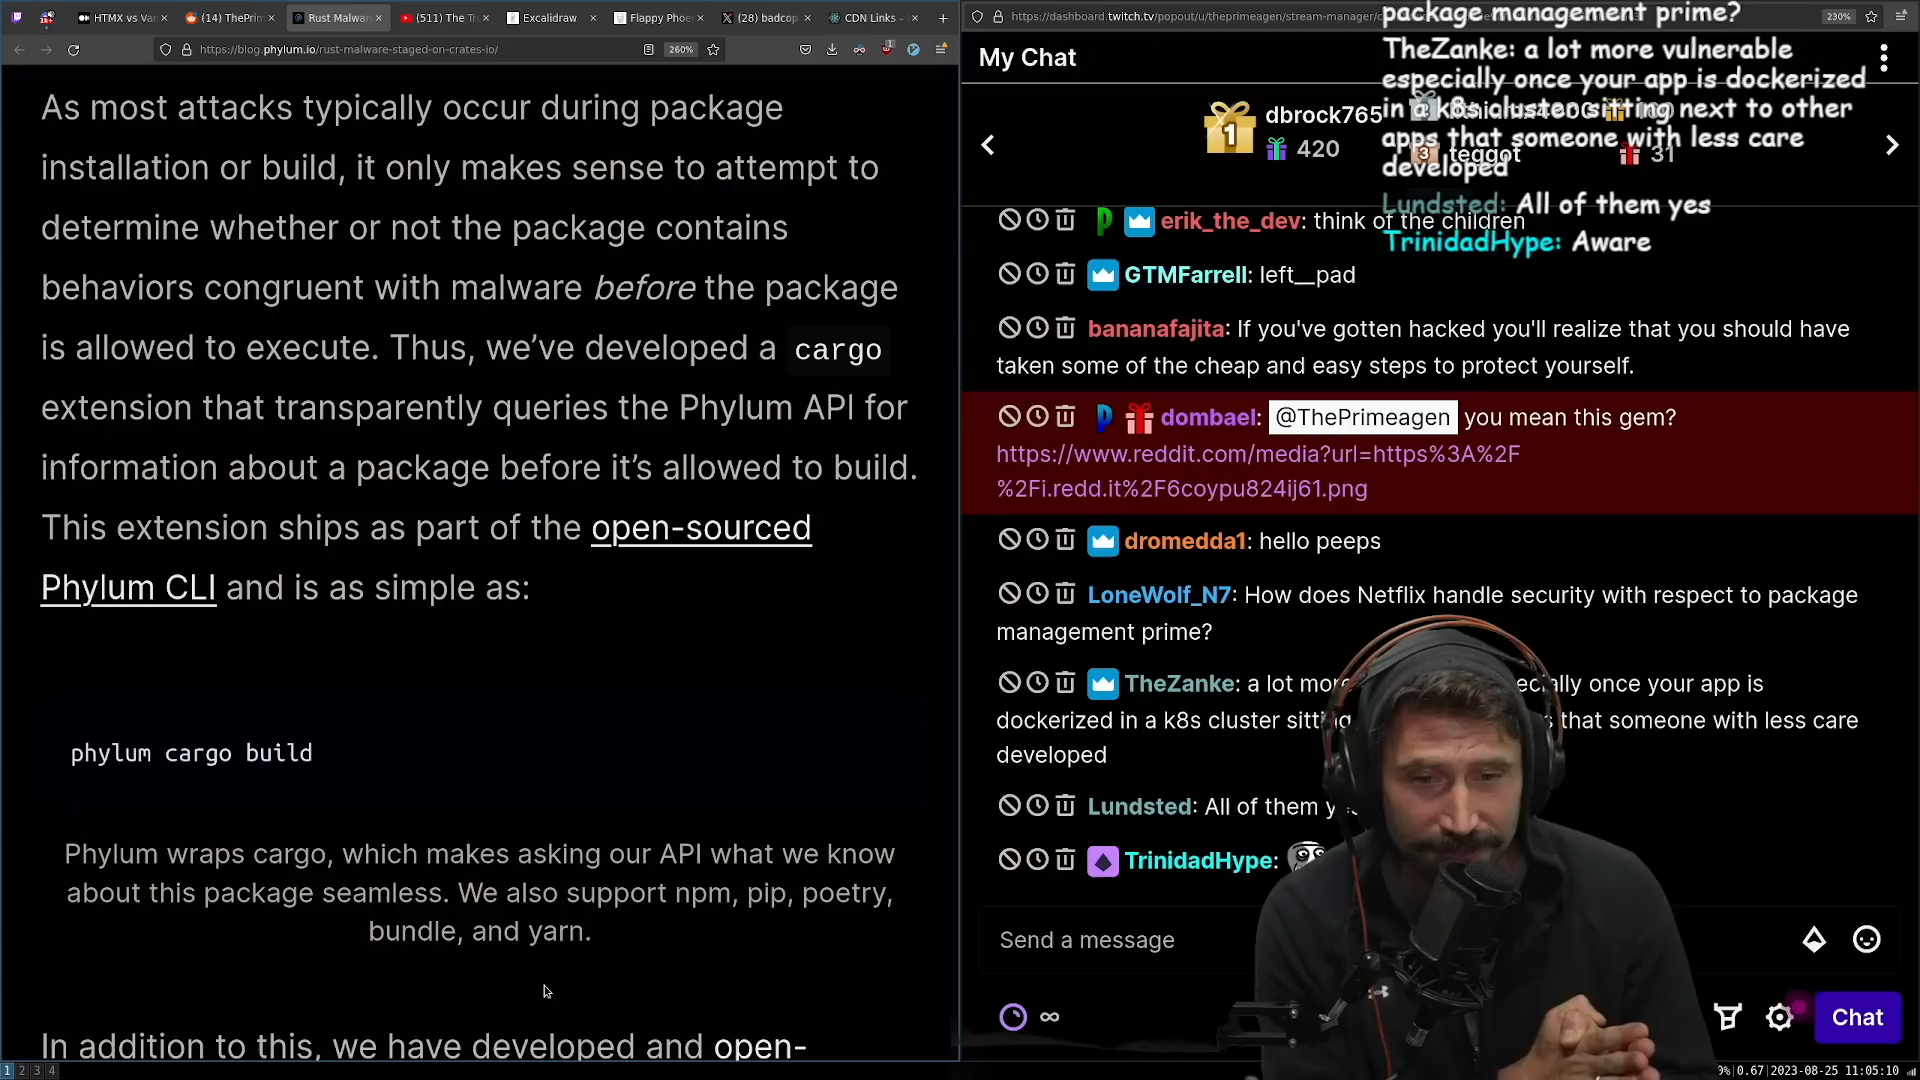 HTMX vs Va
(14) ThePrim
Rust Malwar
(511) The Tr
Excalidraw
Flappy Phoe
(28) badcop
CDN Links –
https://blog.phylum.io/rust-malware-staged-on-crates-io/
260%
As most attacks typically occur during package
installation or build, it only makes sense to attempt to
determine whether or not the package contains
behaviors congruent with malware before the package
is allowed to execute. Thus, we’ve developed a cargo
extension that transparently queries the Phylum API for
information about a package before it’s allowed to build.
This extension ships as part of the open-sourced
Phylum CLI and is as simple as:
phylum cargo build
Phylum wraps cargo, which makes asking our API what we know
about this package seamless. We also support npm, pip, poetry,
bundle, and yarn.
In addition to this, we have developed and open-
1 2 3 4
https://dashboard.twitch.tv/popout/u/theprimeagen/stream-manager/
230%
My Chat
dbrock765
420
teggot
31
package management prime?
TheZanke: a lot more vulnerable
especially once your app is dockerized
in a k8s cluster sitting next to other
apps that someone with less care
developed
Lundsted: All of them yes
TrinidadHype: Aware
erik_the_dev: think of the children
GTMFarrell: left__pad
bananafajita: If you've gotten hacked you'll realize that you should have
taken some of the cheap and easy steps to protect yourself.
dombael: @ThePrimeagen you mean this gem?
https://www.reddit.com/media?url=https%3A%2F
%2Fi.redd.it%2F6coypu824ij61.png
dromedda1: hello peeps
LoneWolf_N7: How does Netflix handle security with respect to package
management prime?
TheZanke: a lot more ecially once your app is
dockerized in a k8s cluster sitting that someone with less care
developed
Lundsted: All of them yes
TrinidadHype:
Send a message
Chat
0.67|2023-08-25 11:05:10